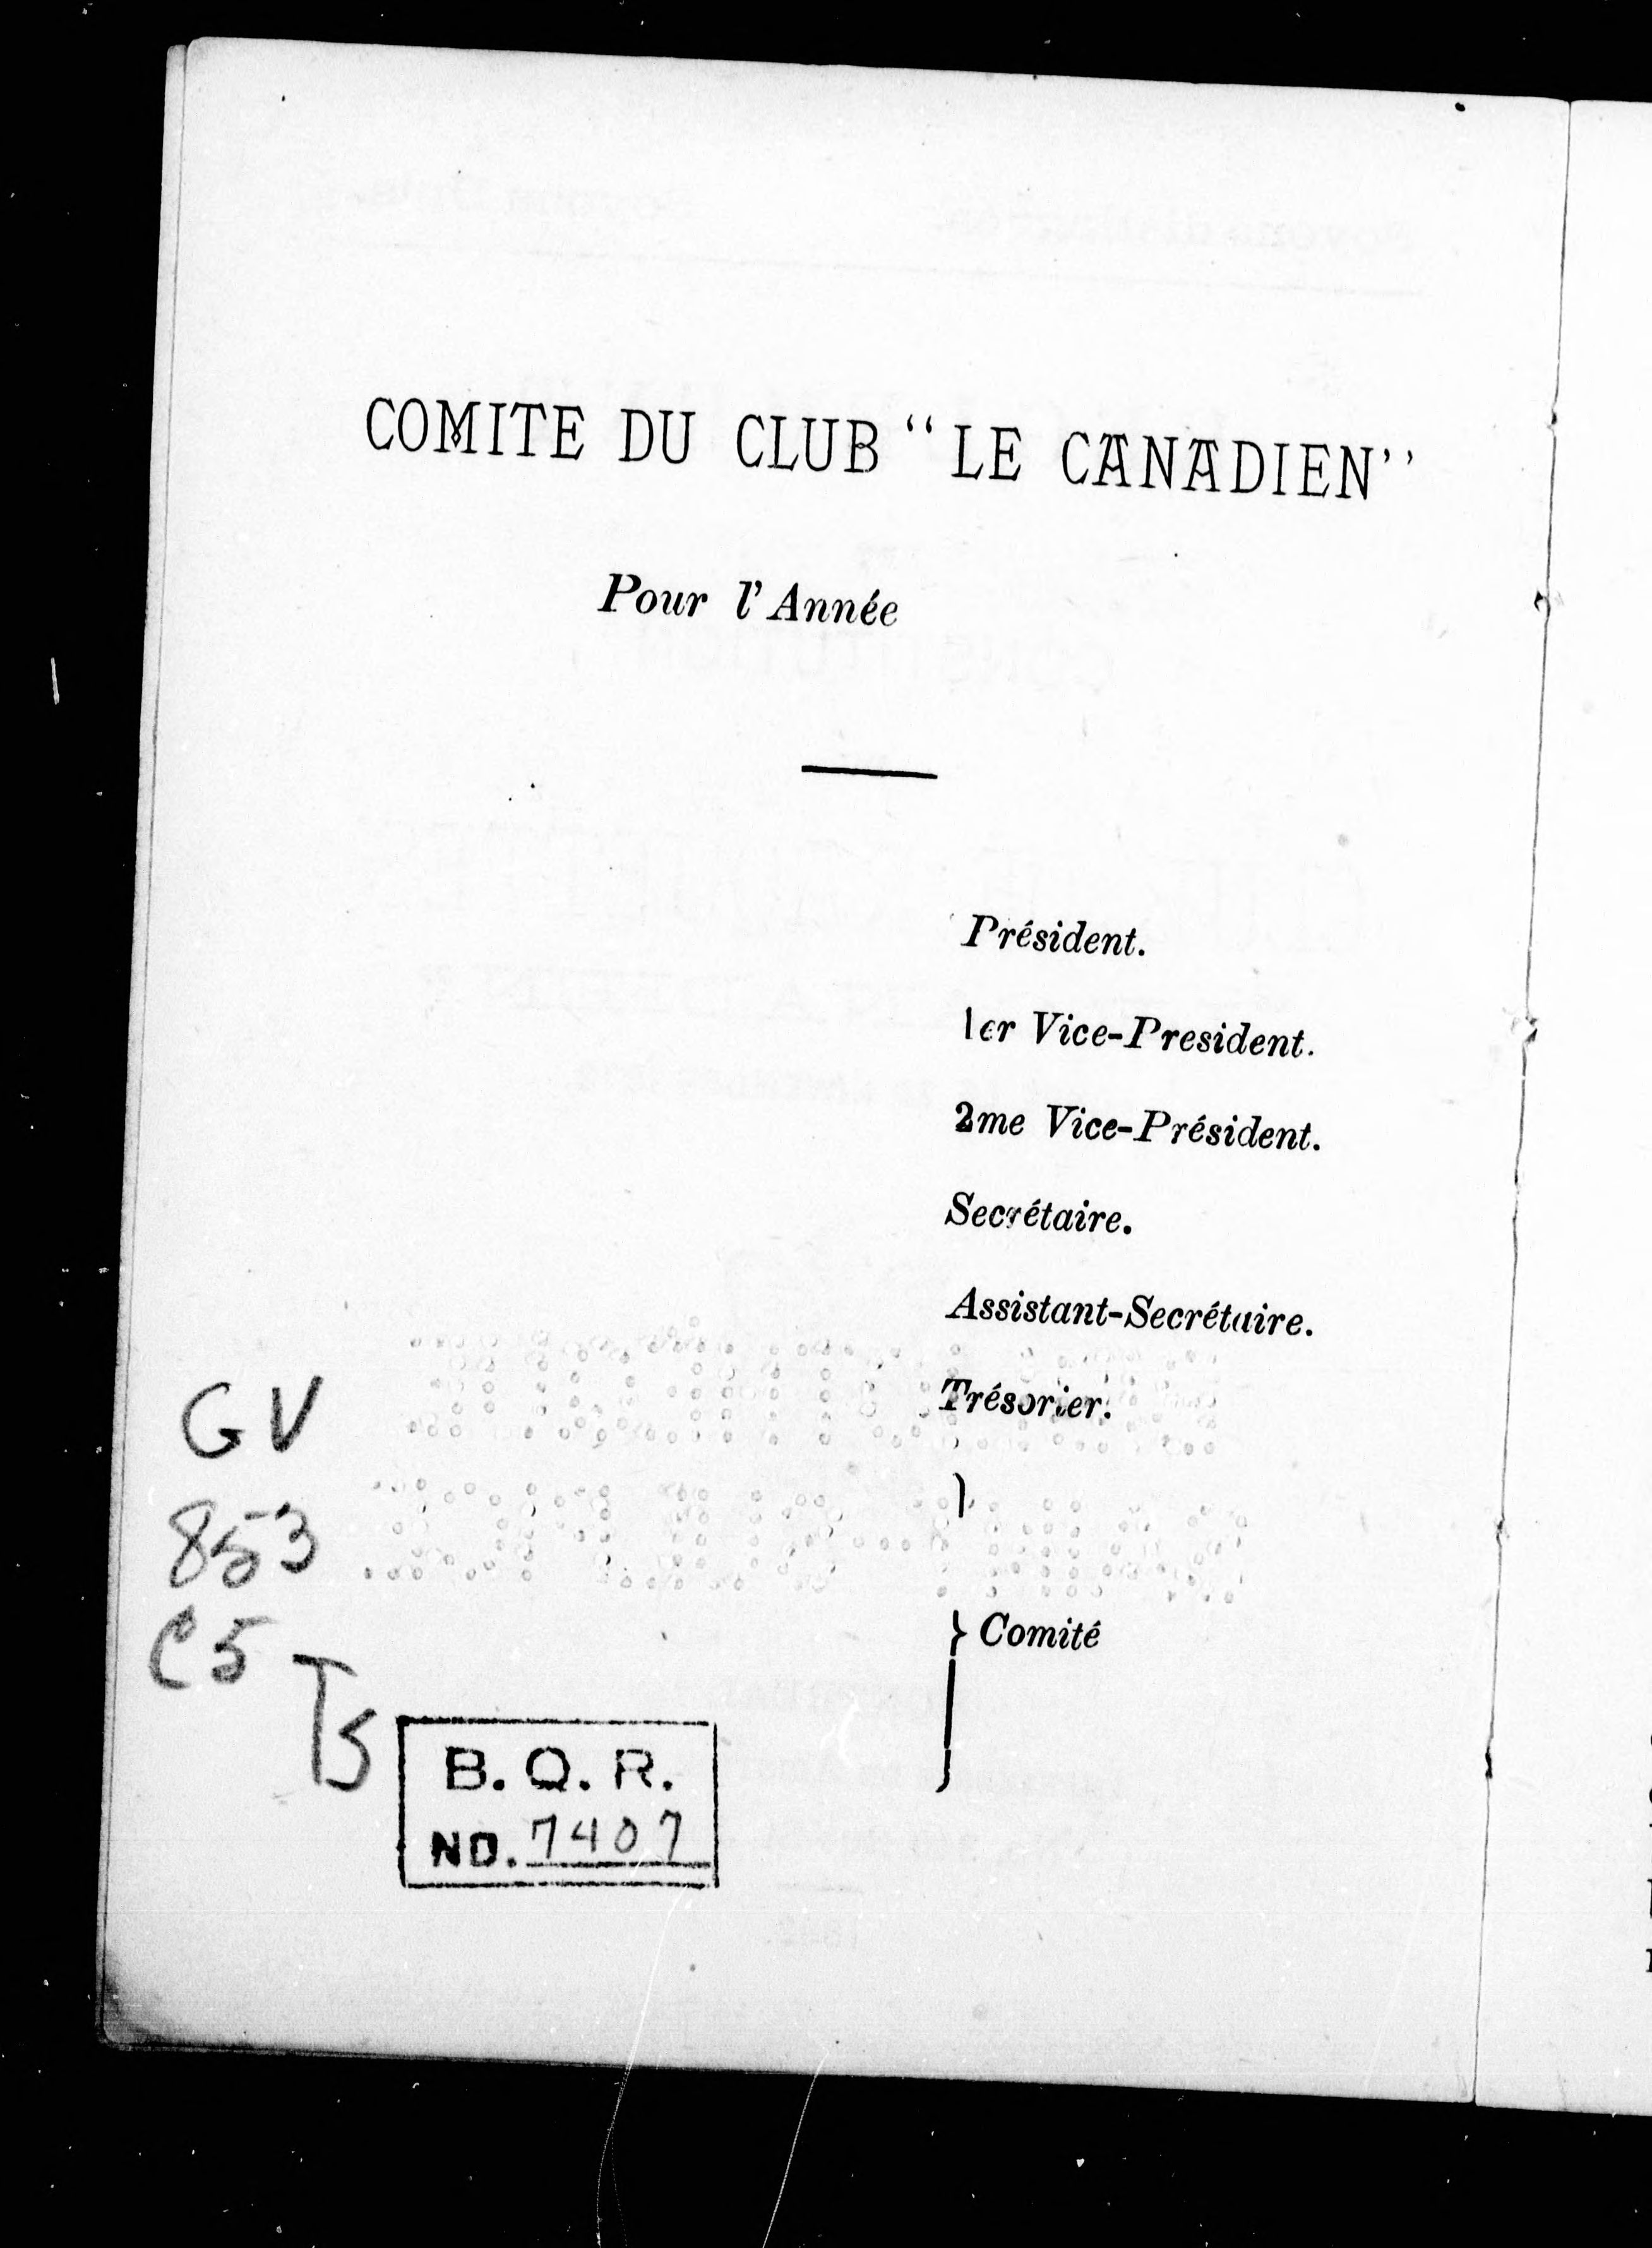 COMITE DU CLUB “LE CANADIEN’’
Pour l'Année
Président.
1er Vice-President.
2me Vice-Président.
Secrétaire.
Assistant-Secrétaire.
Trésorier.
} Comité
GV
853
C5
B. Q. R.
NO. 7407